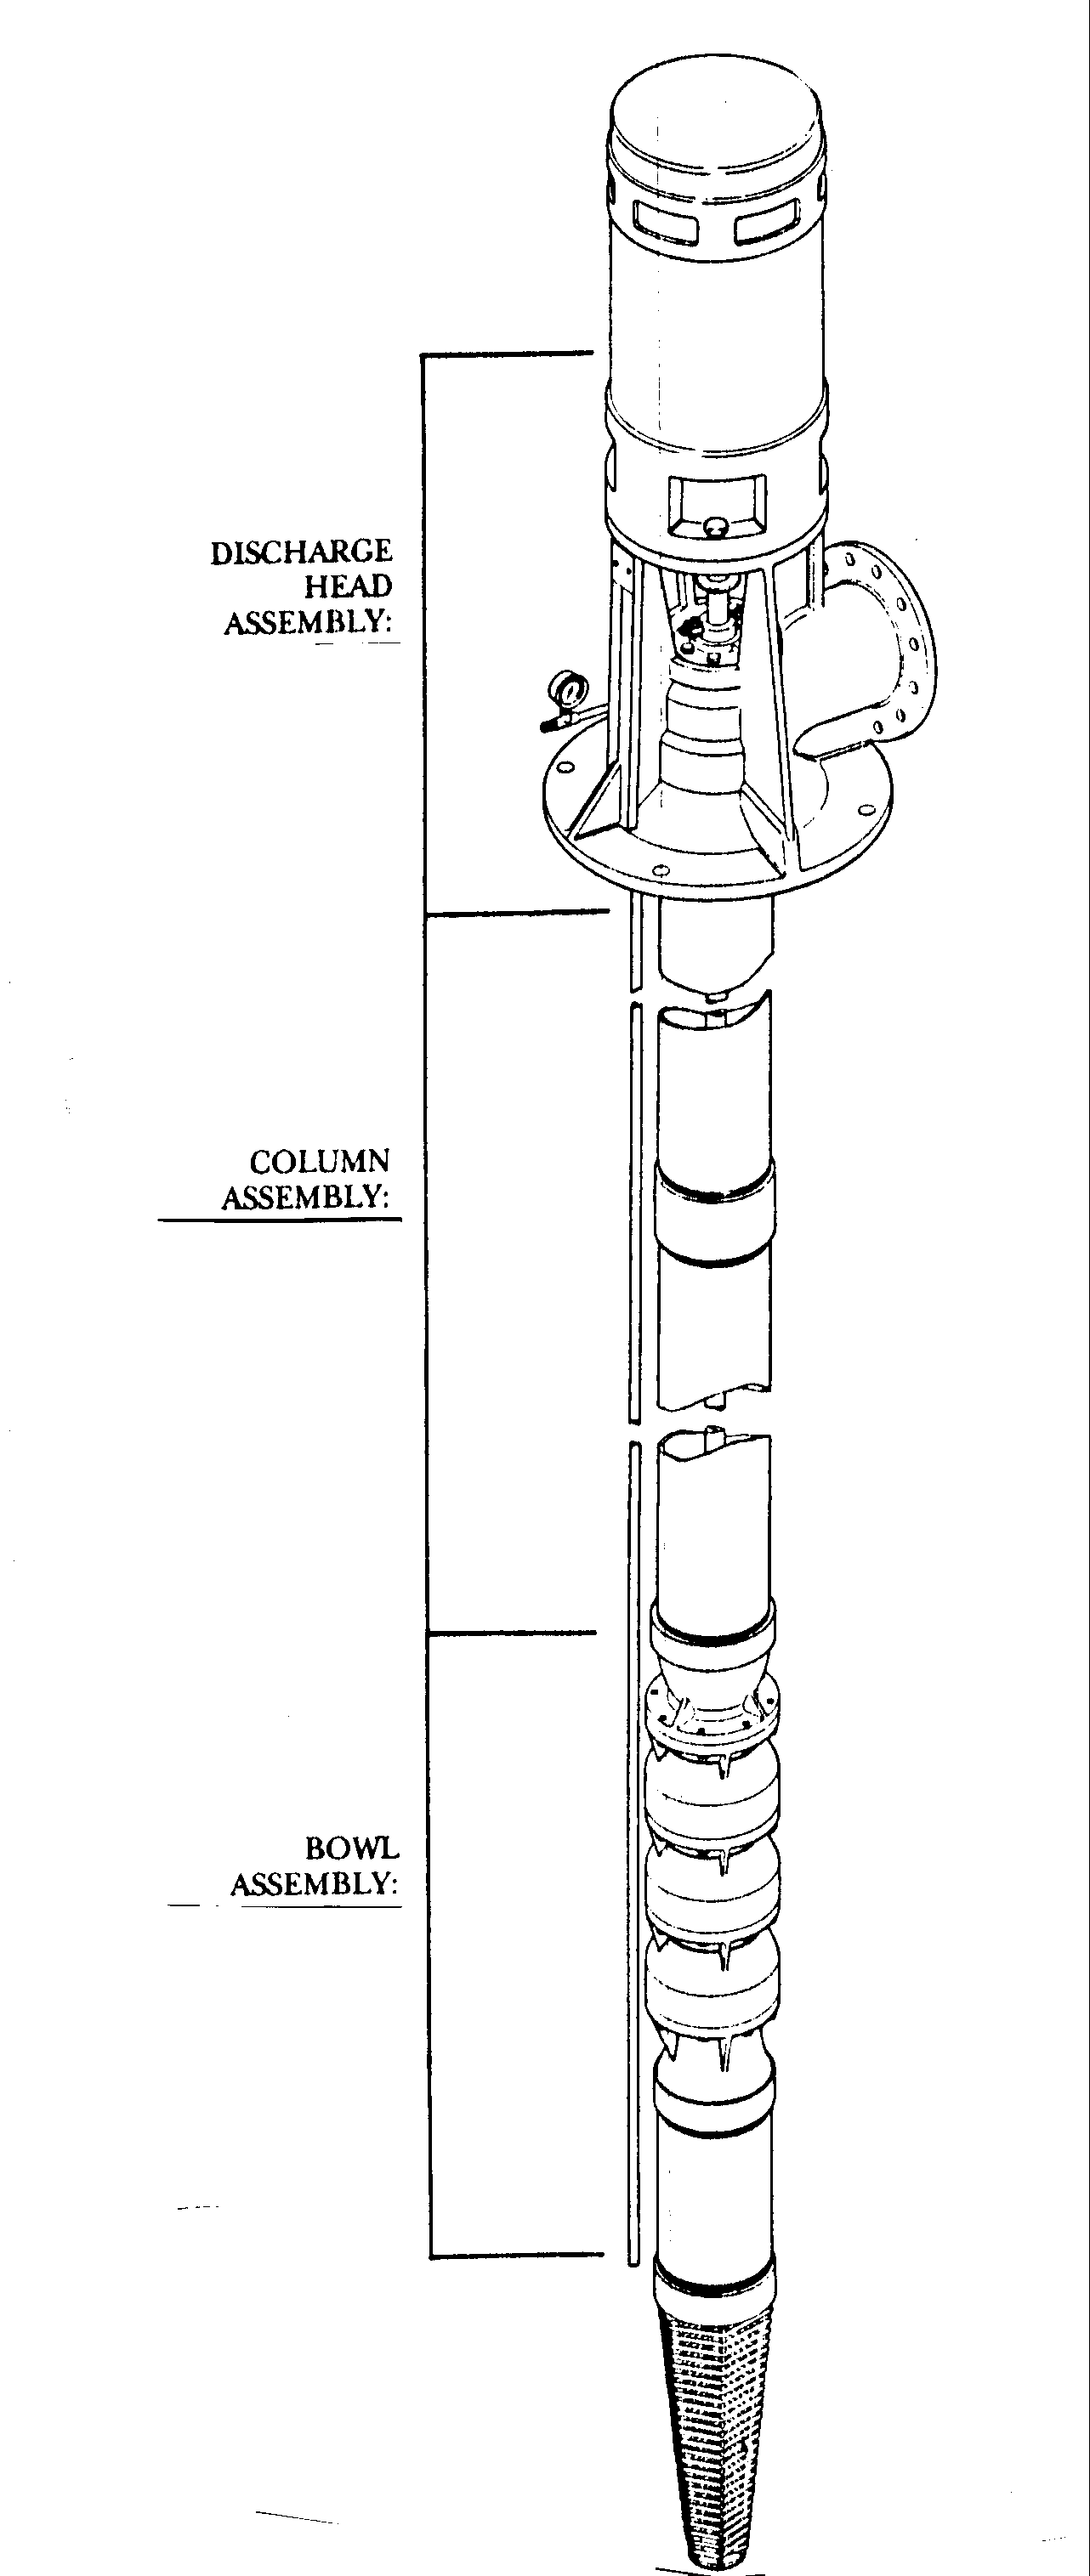 DISCHARGE
HEAD
ASSEMBLY:
COLUMN
ASSEMBLY:
BOWL
ASSEMBLY: